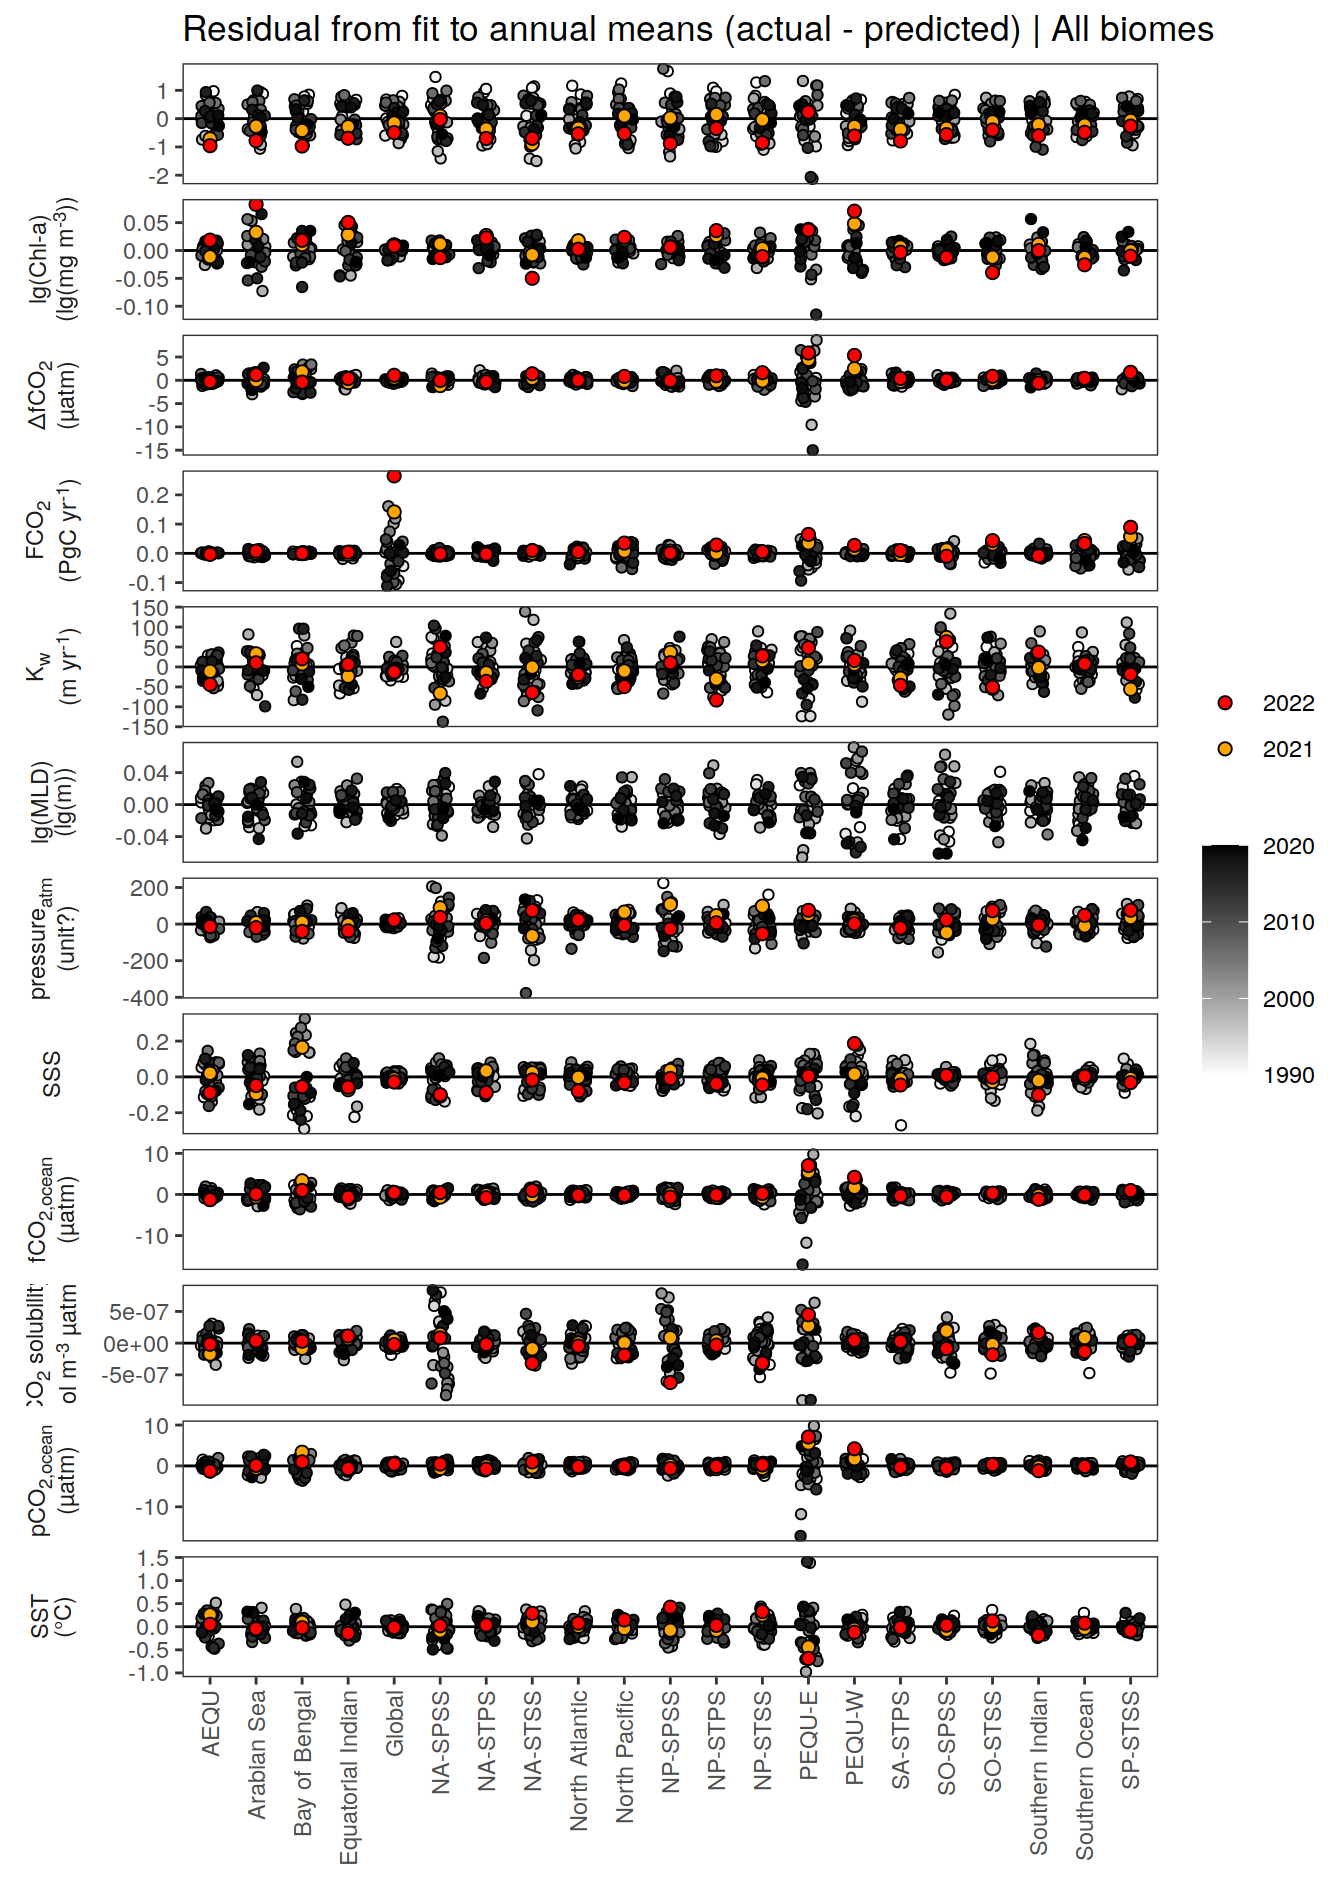 Residual from fit to annual means (actual - predicted) | All biomes
1
0
-1
-2
lg(Chl-a)
(lg(mg m⁻³))
0.05
0.00
-0.05
-0.10
ΔfCO₂
(µatm)
5
0
-5
-10
-15
FCO₂
(PgC yr⁻¹)
0.2
0.1
0.0
-0.1
K_w
(m yr⁻¹)
150
100
50
0
-50
-100
-150
lg(MLD)
(lg(m))
0.04
0.00
-0.04
pressure_atm
(unit?)
200
0
-200
-400
SSS
0.2
0.0
-0.2
fCO₂,ocean
(µatm)
10
0
-10
CO₂ solubility
ol m⁻³ µatm
5e-07
0e+00
-5e-07
pCO₂,ocean
(µatm)
10
0
-10
SST
(°C)
1.5
1.0
0.5
0.0
-0.5
-1.0
AEQU
Arabian Sea
Bay of Bengal
Equatorial Indian
Global
NA-SPSS
NA-STPS
NA-STSS
North Atlantic
North Pacific
NP-SPSS
NP-STPS
NP-STSS
PEQU-E
PEQU-W
SA-STPS
SO-SPSS
SO-STSS
Southern Indian
Southern Ocean
SP-STSS
2022
2021
2020
2010
2000
1990